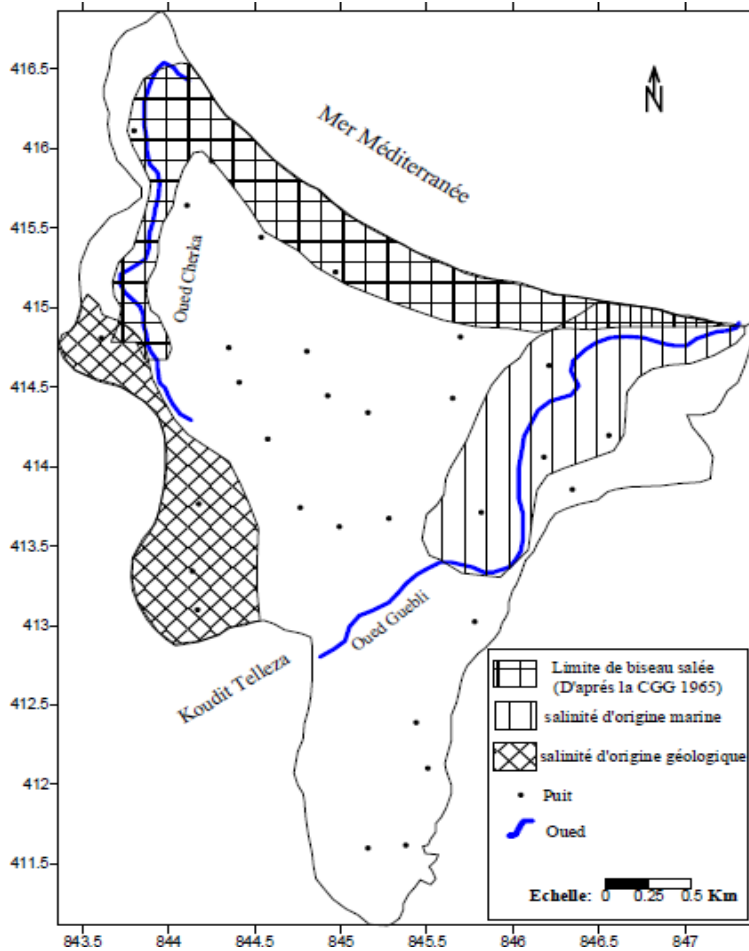 416.5
416
415.5
415
414.5
414
413.5
413
412.5
412
411.5
843.5
844
844.5
845
845.5
846
846.5
847
N
Mer Méditerranée
Oued Cherka
Oued Guebli
Koudit Telleza
Limite de biseau salée
(D'aprés la CGG 1965)
salinité d'origine marine
salinité d'origine géologique
Puit
Oued
Echelle: 0 0.25 0.5 Km